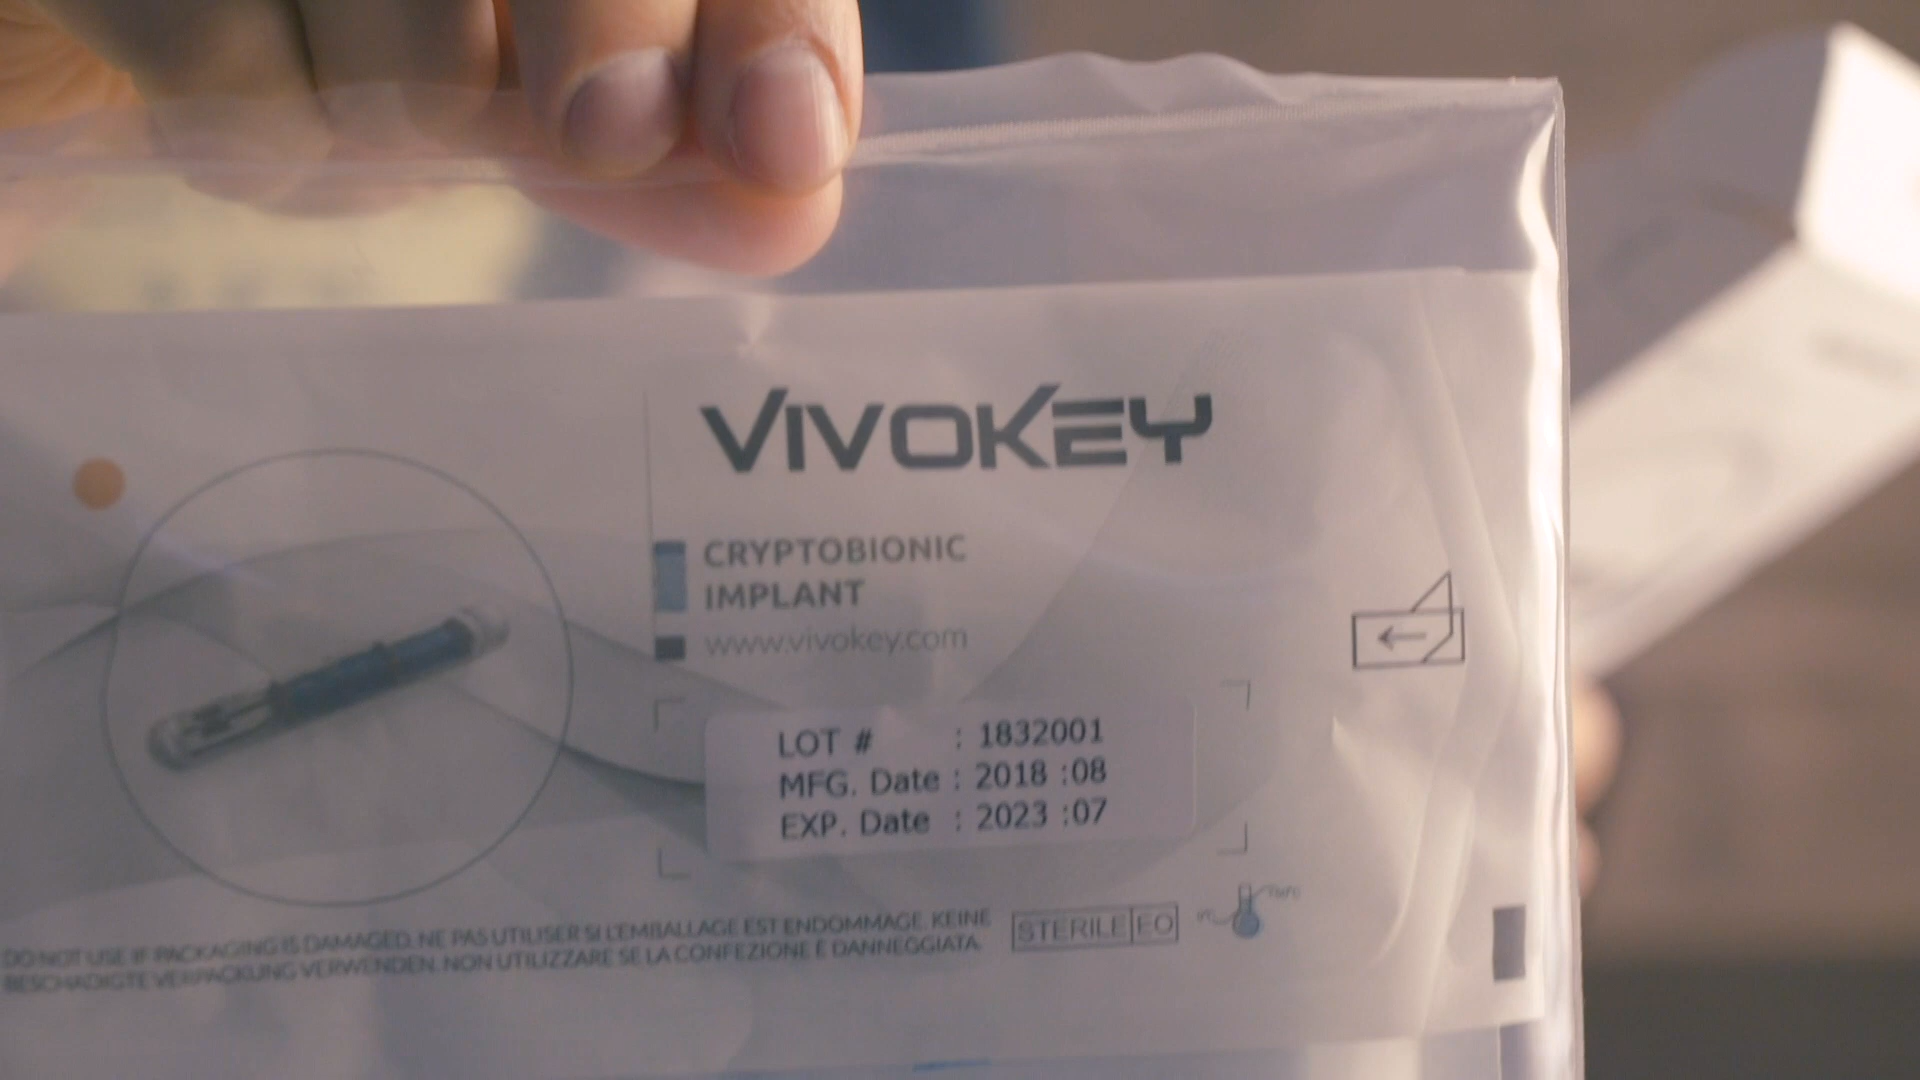 VIVOKEY
CRYPTOBIONIC
IMPLANT
www.vivokey.com
LOT # : 1832001
MFG. Date : 2018 :08
EXP. Date : 2023 :07
DO NOT USE IF PACKAGING IS DAMAGED. NE PAS UTILISER SI L'EMBALLAGE EST ENDOMMAGE. KEINE
BESCHADIGTE VERPACKUNG VERWENDEN. NON UTILIZZARE SE LA CONFEZIONE E DANNEGGIATA.
STERILE EO